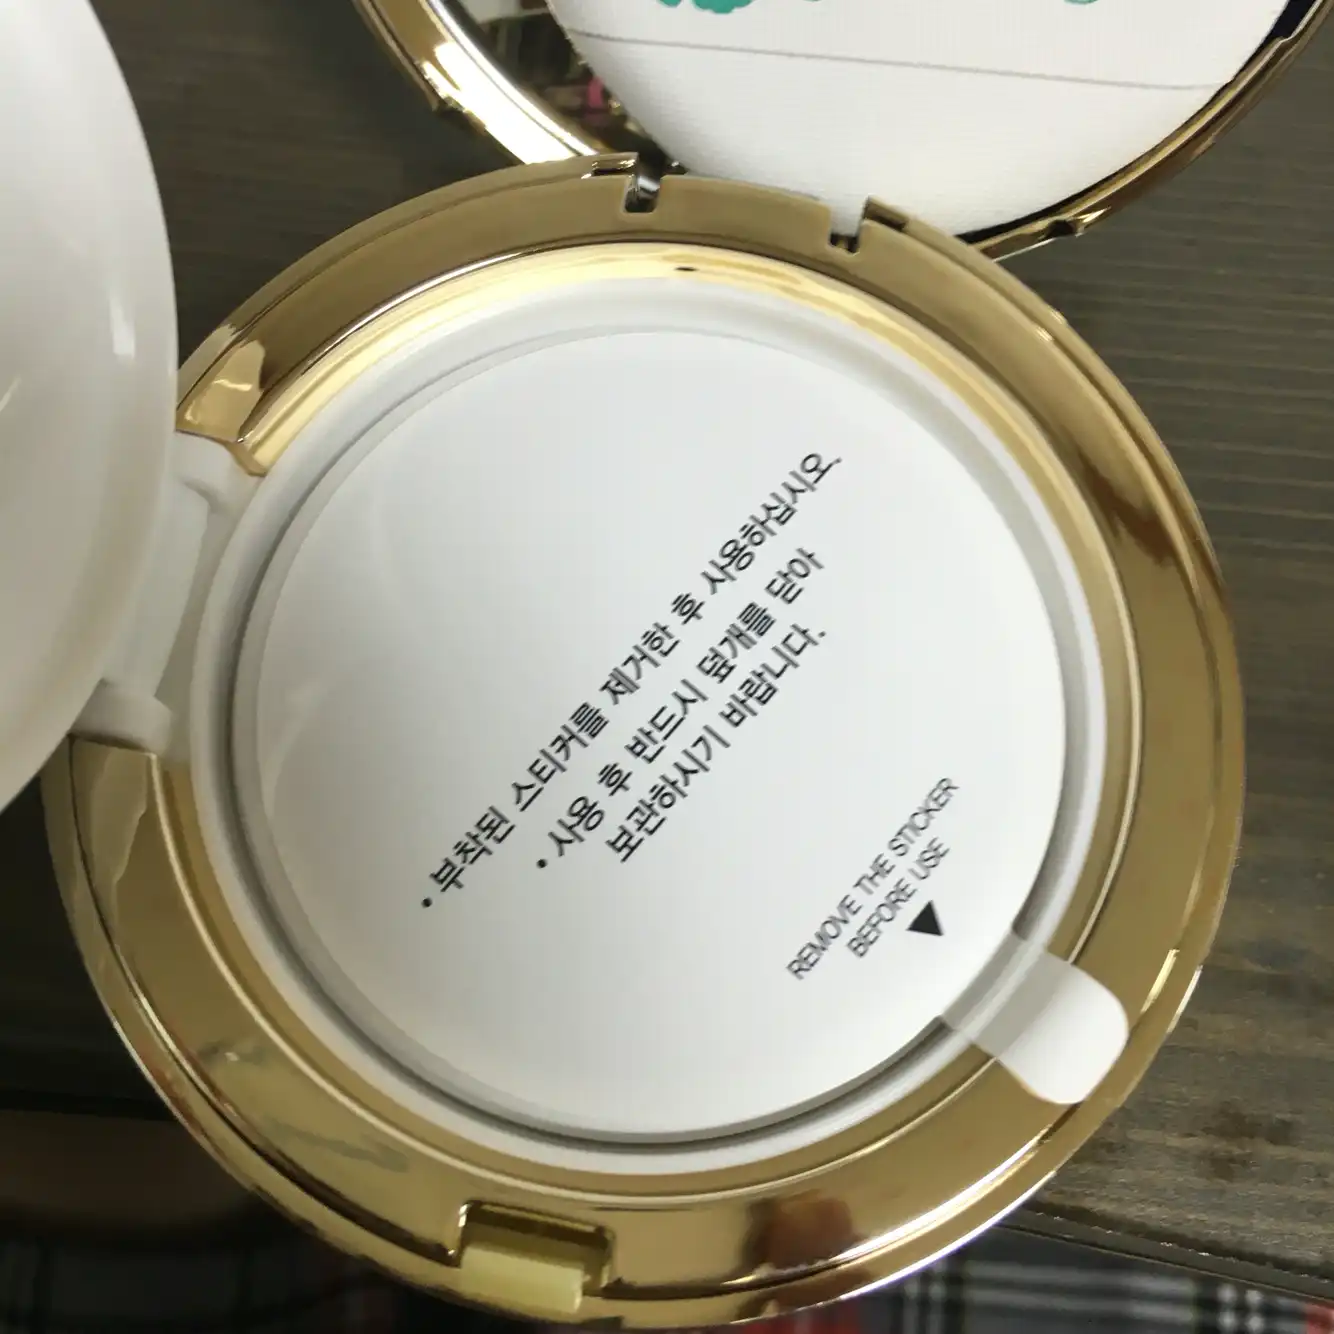 • 부착된 스티커를 제거한 후 사용하십시오.
• 사용 후 반드시 덮개를 닫아
보관하시기 바랍니다.
REMOVE THE STICKER
BEFORE USE